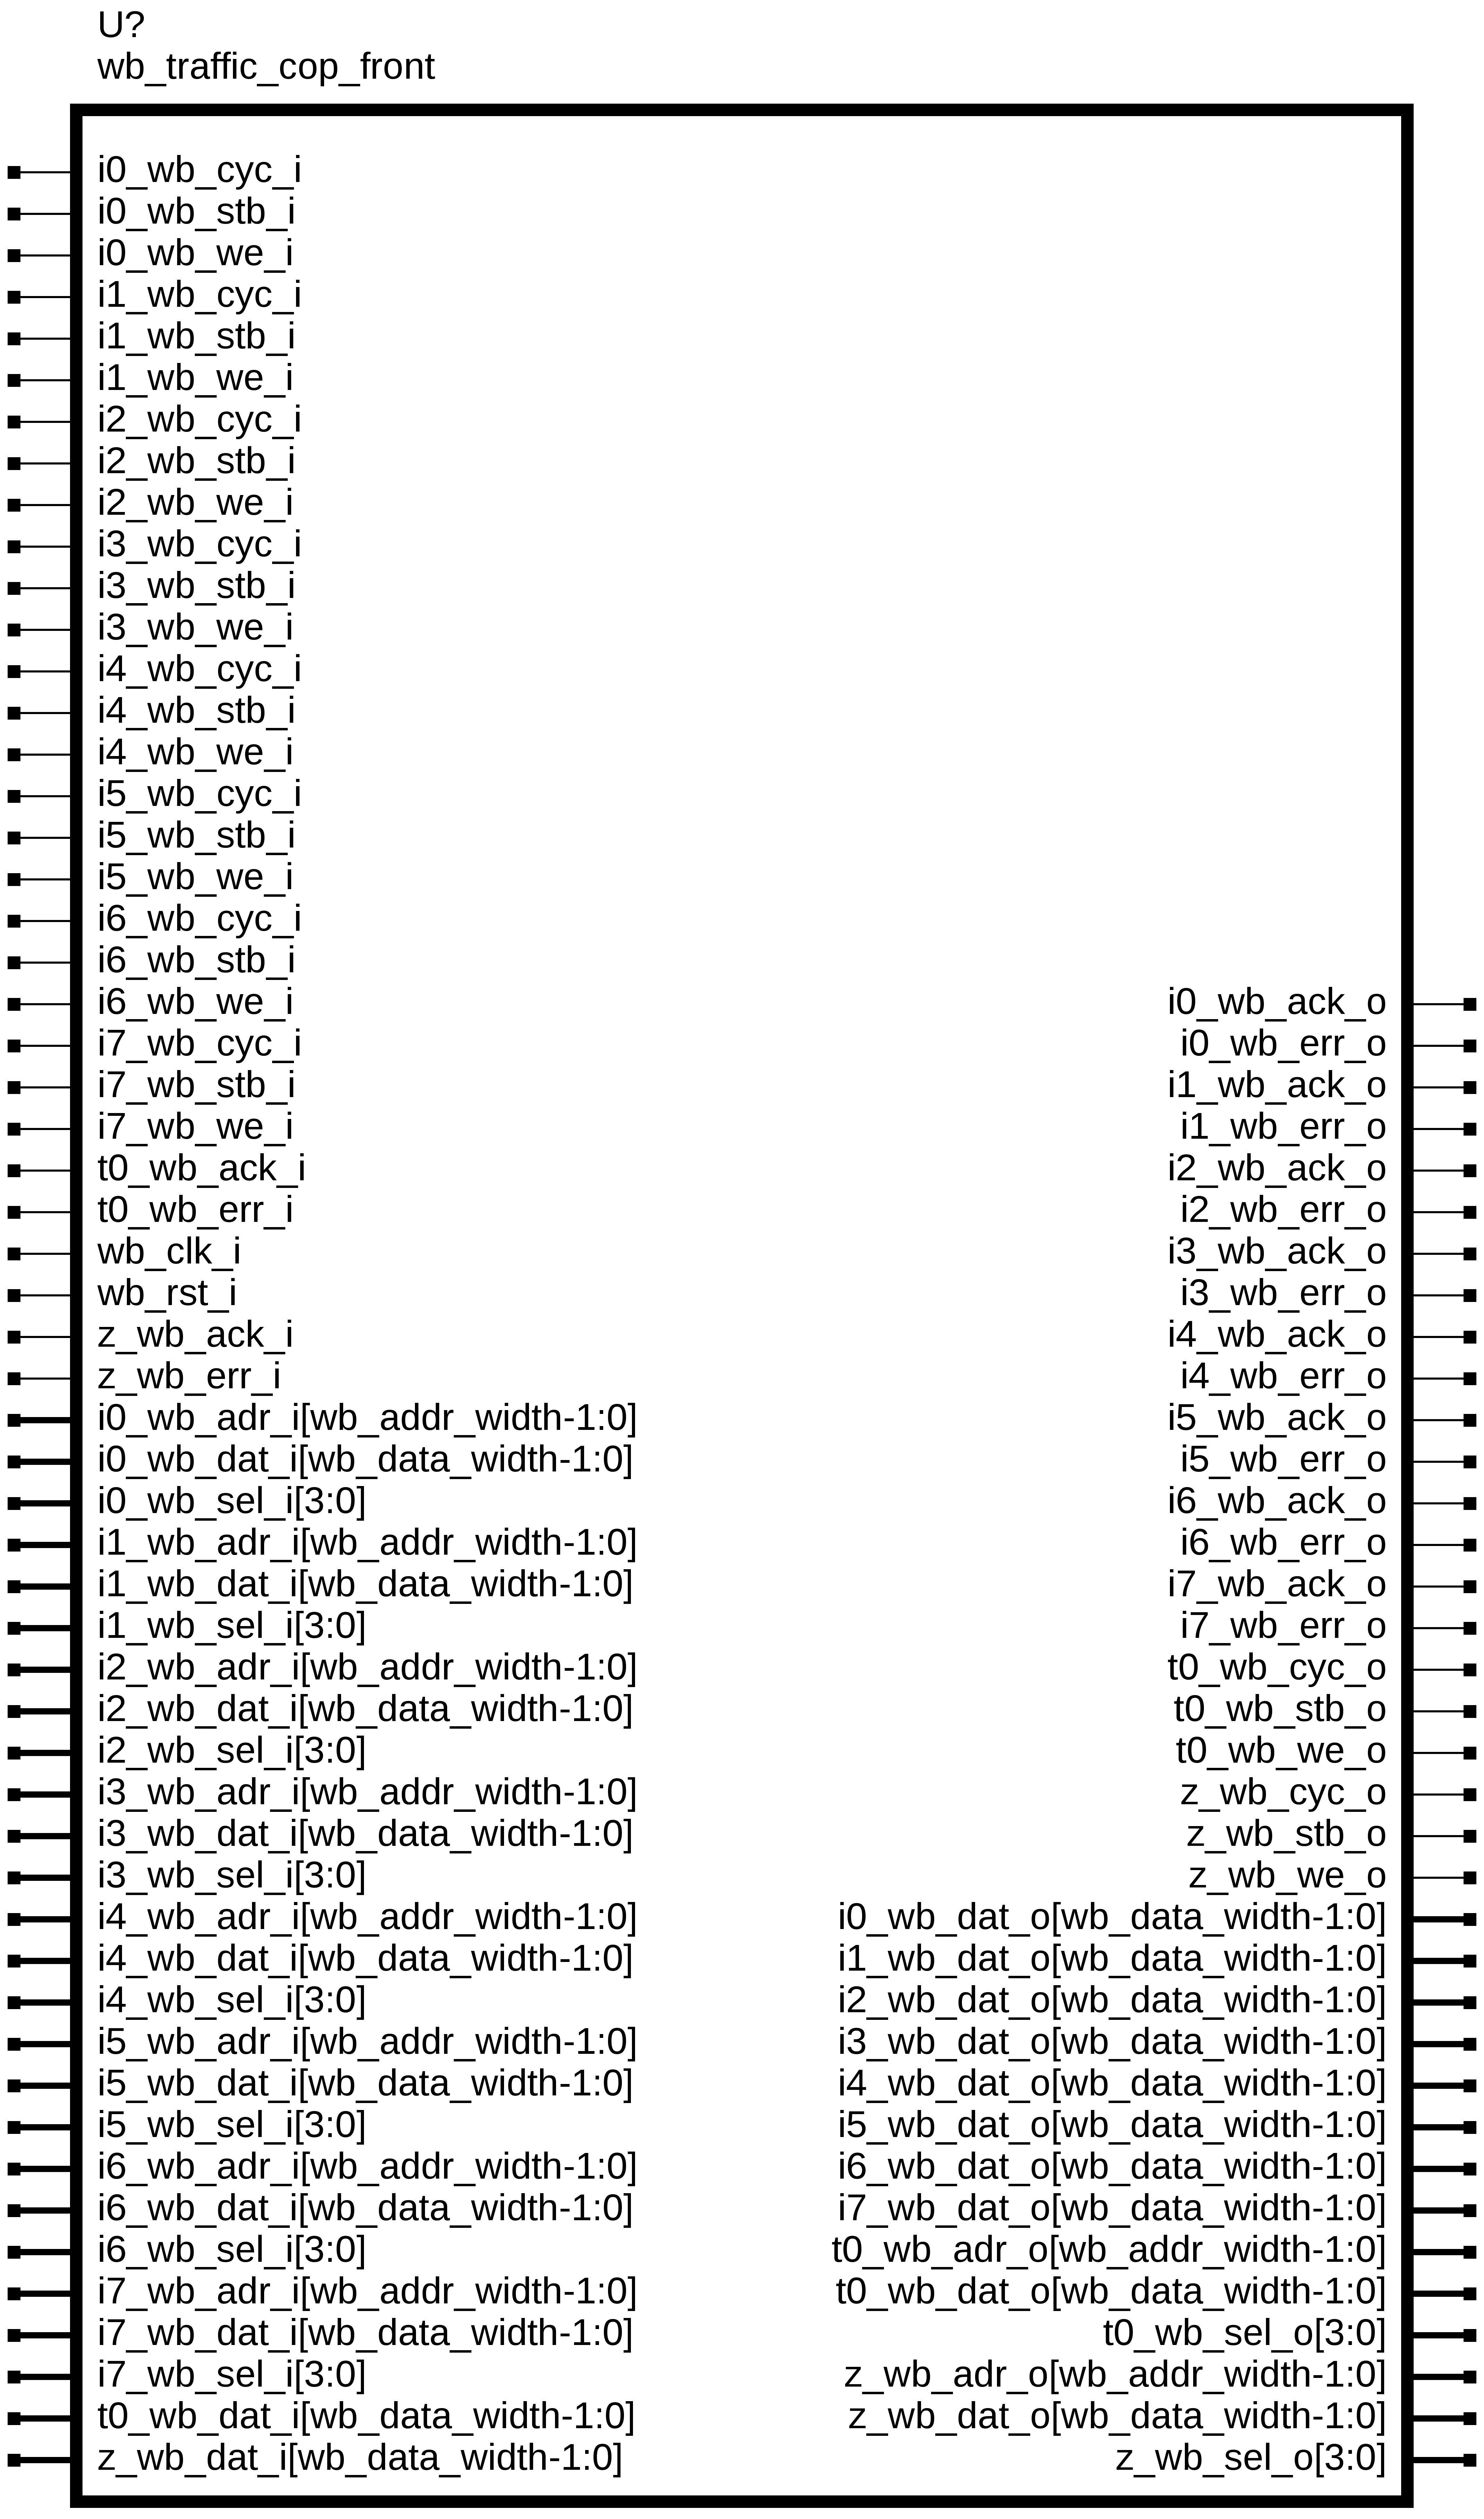 U?
wb_traffic_cop_front
i0_wb_cyc_i
i0_wb_stb_i
i0_wb_we_i
i1_wb_cyc_i
i1_wb_stb_i
i1_wb_we_i
i2_wb_cyc_i
i2_wb_stb_i
i2_wb_we_i
i3_wb_cyc_i
i3_wb_stb_i
i3_wb_we_i
i4_wb_cyc_i
i4_wb_stb_i
i4_wb_we_i
i5_wb_cyc_i
i5_wb_stb_i
i5_wb_we_i
i6_wb_cyc_i
i6_wb_stb_i
i6_wb_we_i
i7_wb_cyc_i
i7_wb_stb_i
i7_wb_we_i
t0_wb_ack_i
t0_wb_err_i
wb_clk_i
wb_rst_i
z_wb_ack_i
z_wb_err_i
i0_wb_adr_i[wb_addr_width-1:0]
i0_wb_dat_i[wb_data_width-1:0]
i0_wb_sel_i[3:0]
i1_wb_adr_i[wb_addr_width-1:0]
i1_wb_dat_i[wb_data_width-1:0]
i1_wb_sel_i[3:0]
i2_wb_adr_i[wb_addr_width-1:0]
i2_wb_dat_i[wb_data_width-1:0]
i2_wb_sel_i[3:0]
i3_wb_adr_i[wb_addr_width-1:0]
i3_wb_dat_i[wb_data_width-1:0]
i3_wb_sel_i[3:0]
i4_wb_adr_i[wb_addr_width-1:0]
i4_wb_dat_i[wb_data_width-1:0]
i4_wb_sel_i[3:0]
i5_wb_adr_i[wb_addr_width-1:0]
i5_wb_dat_i[wb_data_width-1:0]
i5_wb_sel_i[3:0]
i6_wb_adr_i[wb_addr_width-1:0]
i6_wb_dat_i[wb_data_width-1:0]
i6_wb_sel_i[3:0]
i7_wb_adr_i[wb_addr_width-1:0]
i7_wb_dat_i[wb_data_width-1:0]
i7_wb_sel_i[3:0]
t0_wb_dat_i[wb_data_width-1:0]
z_wb_dat_i[wb_data_width-1:0]
i0_wb_ack_o
i0_wb_err_o
i1_wb_ack_o
i1_wb_err_o
i2_wb_ack_o
i2_wb_err_o
i3_wb_ack_o
i3_wb_err_o
i4_wb_ack_o
i4_wb_err_o
i5_wb_ack_o
i5_wb_err_o
i6_wb_ack_o
i6_wb_err_o
i7_wb_ack_o
i7_wb_err_o
t0_wb_cyc_o
t0_wb_stb_o
t0_wb_we_o
z_wb_cyc_o
z_wb_stb_o
z_wb_we_o
i0_wb_dat_o[wb_data_width-1:0]
i1_wb_dat_o[wb_data_width-1:0]
i2_wb_dat_o[wb_data_width-1:0]
i3_wb_dat_o[wb_data_width-1:0]
i4_wb_dat_o[wb_data_width-1:0]
i5_wb_dat_o[wb_data_width-1:0]
i6_wb_dat_o[wb_data_width-1:0]
i7_wb_dat_o[wb_data_width-1:0]
t0_wb_adr_o[wb_addr_width-1:0]
t0_wb_dat_o[wb_data_width-1:0]
t0_wb_sel_o[3:0]
z_wb_adr_o[wb_addr_width-1:0]
z_wb_dat_o[wb_data_width-1:0]
z_wb_sel_o[3:0]